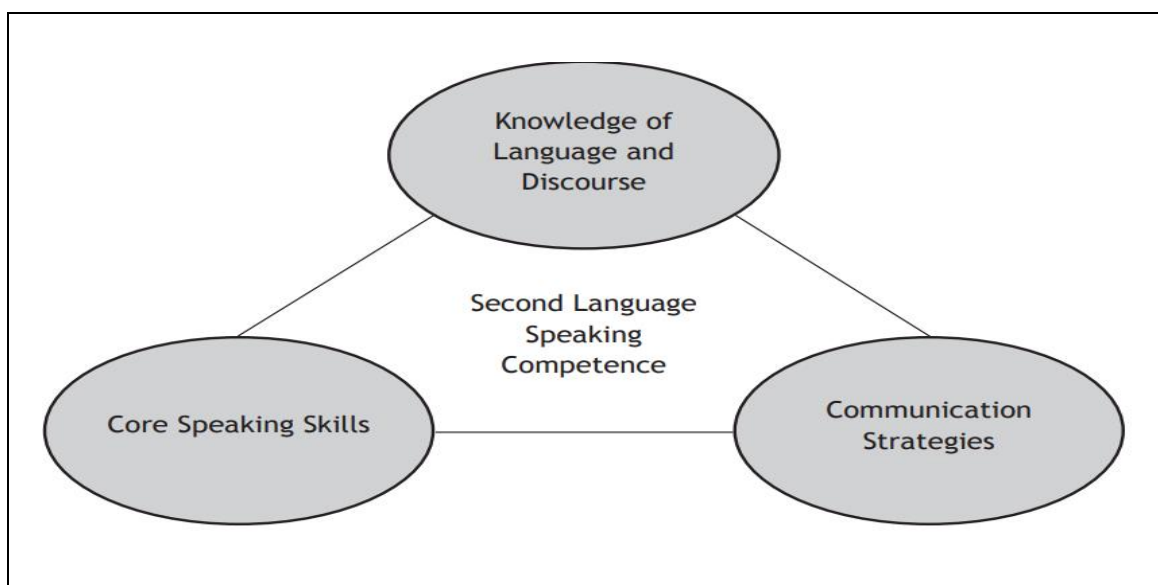 Knowledge of
Language and
Discourse
Second Language
Speaking
Competence
Core Speaking Skills
Communication
Strategies